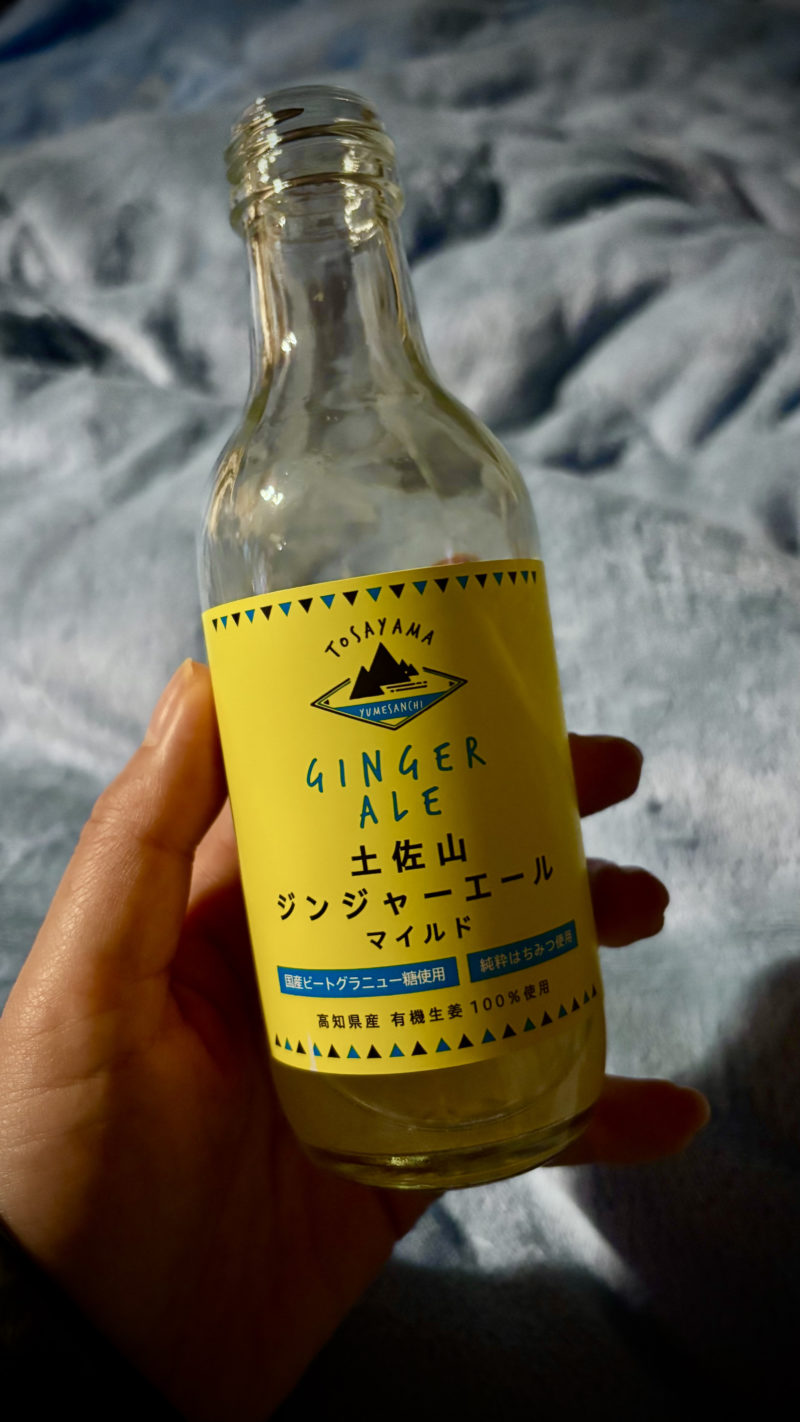 TOSAYAMA
YUMESANCHI
GINGER
ALE
土佐山
ジンジャーエール
マイルド
国産ビートグラニュー糖使用 純粋はちみつ使用
高知県産 有機生姜100%使用